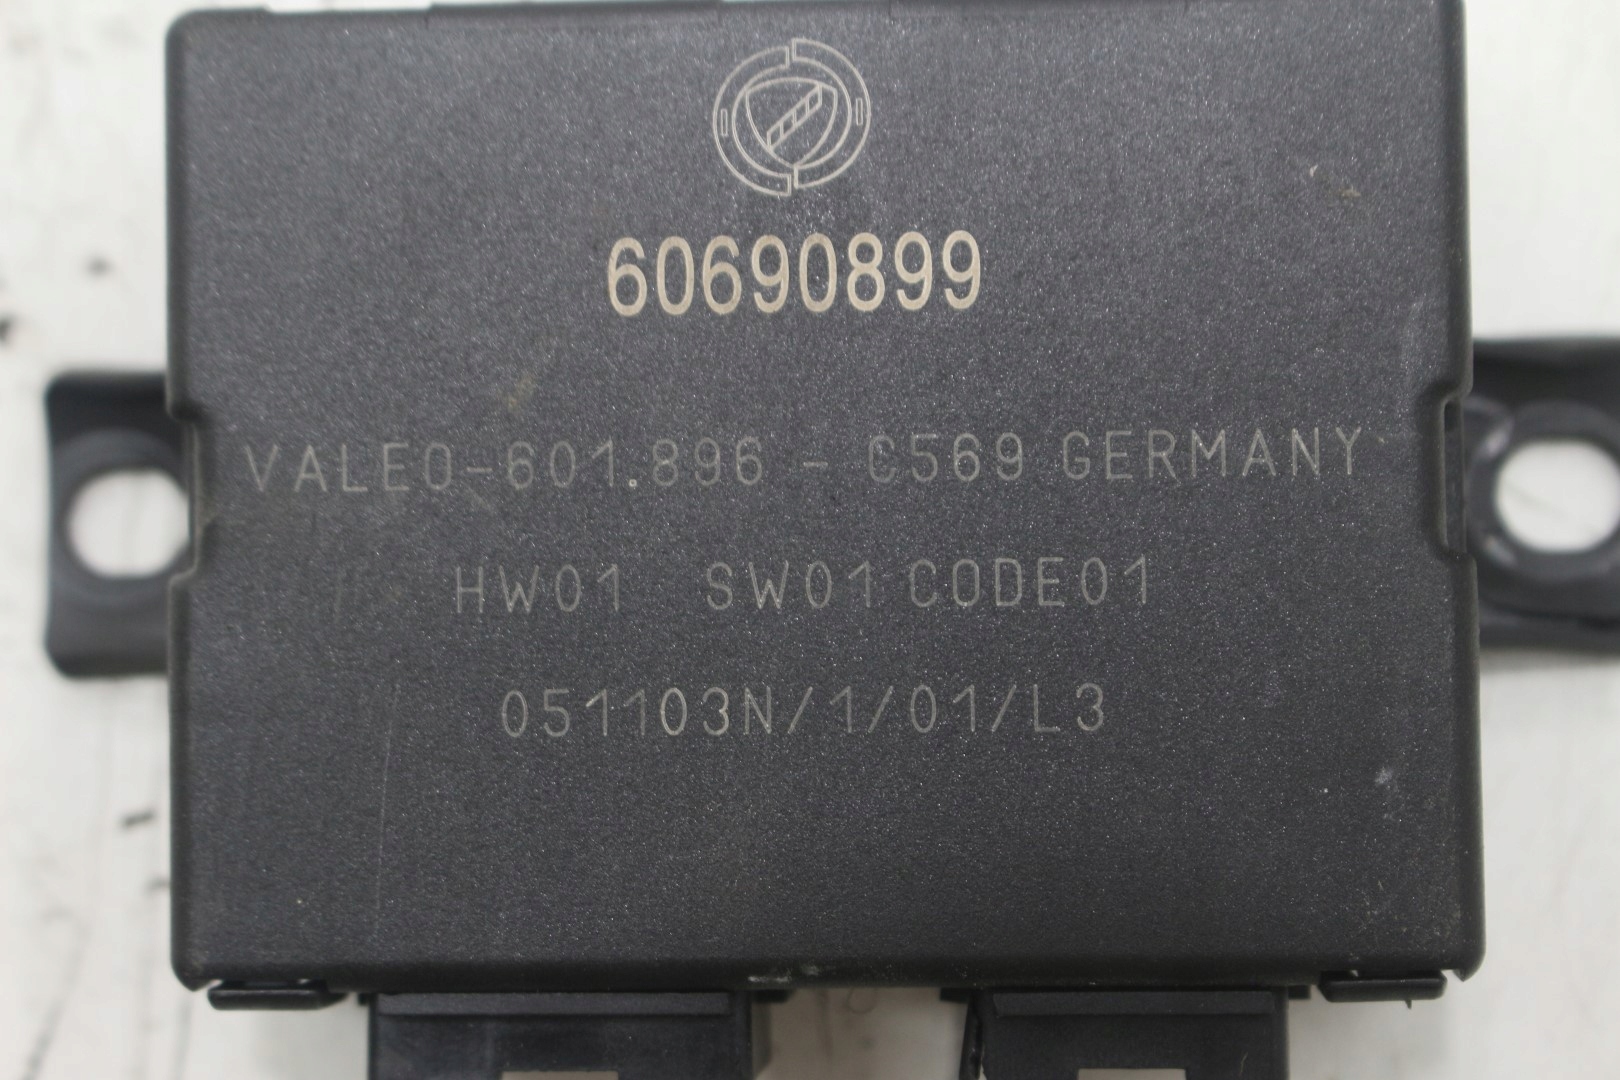 60690899
VALEO-601.896 - C569 GERMANY
HW01 SW01 CODE01
051103N/1/01/L3